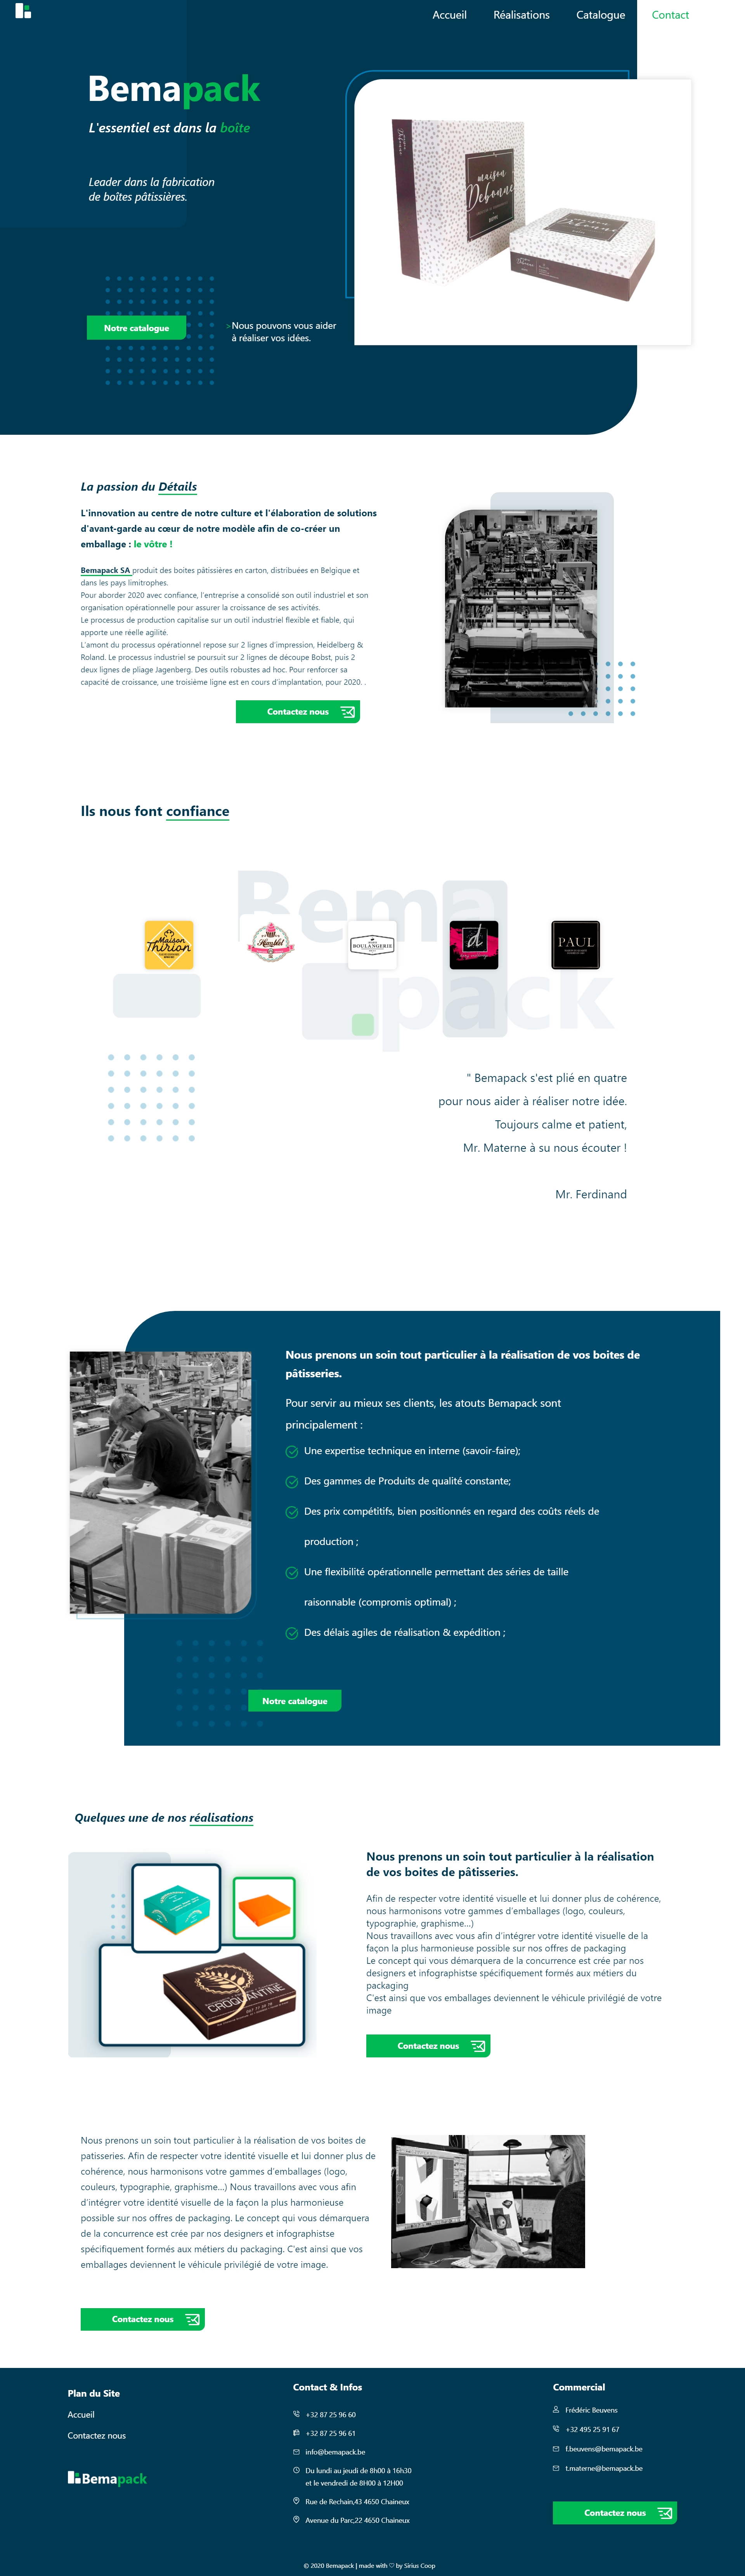 Accueil Réalisations Catalogue Contact
Bemapack
L'essentiel est dans la boîte
Leader dans la fabrication
de boîtes pâtissières.
maison
Debonne
Notre catalogue
>Nous pouvons vous aider
à réaliser vos idées.
La passion du Détails
L'innovation au centre de notre culture et l'élaboration de solutions
d'avant-garde au cœur de notre modèle afin de co-créer un
emballage : le vôtre !
Bemapack SA produit des boites pâtissières en carton, distribuées en Belgique et
dans les pays limitrophes.
Pour aborder 2020 avec confiance, l'entreprise a consolidé son outil industriel et son
organisation opérationnelle pour assurer la croissance de ses activités.
Le processus de production capitalise sur un outil industriel flexible et fiable, qui
apporte une réelle agilité.
L'amont du processus opérationnel repose sur 2 lignes d'impression, Heidelberg &
Roland. Le processus industriel se poursuit sur 2 lignes de découpe Bobst, puis 2
deux lignes de pliage Jagenberg. Des outils robustes ad hoc. Pour renforcer sa
capacité de croissance, une troisième ligne est en cours d'implantation, pour 2020. .
Contactez nous
Ils nous font confiance
Bema
pack
Maison
Thirion
BOULANGERIE
d
PAUL
" Bemapack s'est plié en quatre
pour nous aider à réaliser notre idée.
Toujours calme et patient,
Mr. Materne à su nous écouter !
Mr. Ferdinand
Nous prenons un soin tout particulier à la réalisation de vos boites de
pâtisseries.
Pour servir au mieux ses clients, les atouts Bemapack sont
principalement :
Une expertise technique en interne (savoir-faire);
Des gammes de Produits de qualité constante;
Des prix compétitifs, bien positionnés en regard des coûts réels de
production ;
Une flexibilité opérationnelle permettant des séries de taille
raisonnable (compromis optimal) ;
Des délais agiles de réalisation & expédition ;
Notre catalogue
Quelques une de nos réalisations
CROQUANTINE
Nous prenons un soin tout particulier à la réalisation
de vos boites de pâtisseries.
Afin de respecter votre identité visuelle et lui donner plus de cohérence,
nous harmonisons votre gammes d'emballages (logo, couleurs,
typographie, graphisme...)
Nous travaillons avec vous afin d'intégrer votre identité visuelle de la
façon la plus harmonieuse possible sur nos offres de packaging
Le concept qui vous démarquera de la concurrence est crée par nos
designers et infographistse spécifiquement formés aux métiers du
packaging
C'est ainsi que vos emballages deviennent le véhicule privilégié de votre
image
Contactez nous
Nous prenons un soin tout particulier à la réalisation de vos boites de
patisseries. Afin de respecter votre identité visuelle et lui donner plus de
cohérence, nous harmonisons votre gammes d'emballages (logo,
couleurs, typographie, graphisme...) Nous travaillons avec vous afin
d'intégrer votre identité visuelle de la façon la plus harmonieuse
possible sur nos offres de packaging. Le concept qui vous démarquera
de la concurrence est crée par nos designers et infographistse
spécifiquement formés aux métiers du packaging. C'est ainsi que vos
emballages deviennent le véhicule privilégié de votre image.
Contactez nous
Plan du Site
Accueil
Contactez nous
Bemapack
Contact & Infos
+32 87 25 96 60
+32 87 25 96 61
info@bemapack.be
Du lundi au jeudi de 8h00 à 16h30
et le vendredi de 8H00 à 12H00
Rue de Rechain,43 4650 Chaineux
Avenue du Parc,22 4650 Chaineux
Commercial
Frédéric Beuvens
+32 495 25 91 67
f.beuvens@bemapack.be
t.materne@bemapack.be
Contactez nous
© 2020 Bemapack | made with ♡ by Sirius Coop